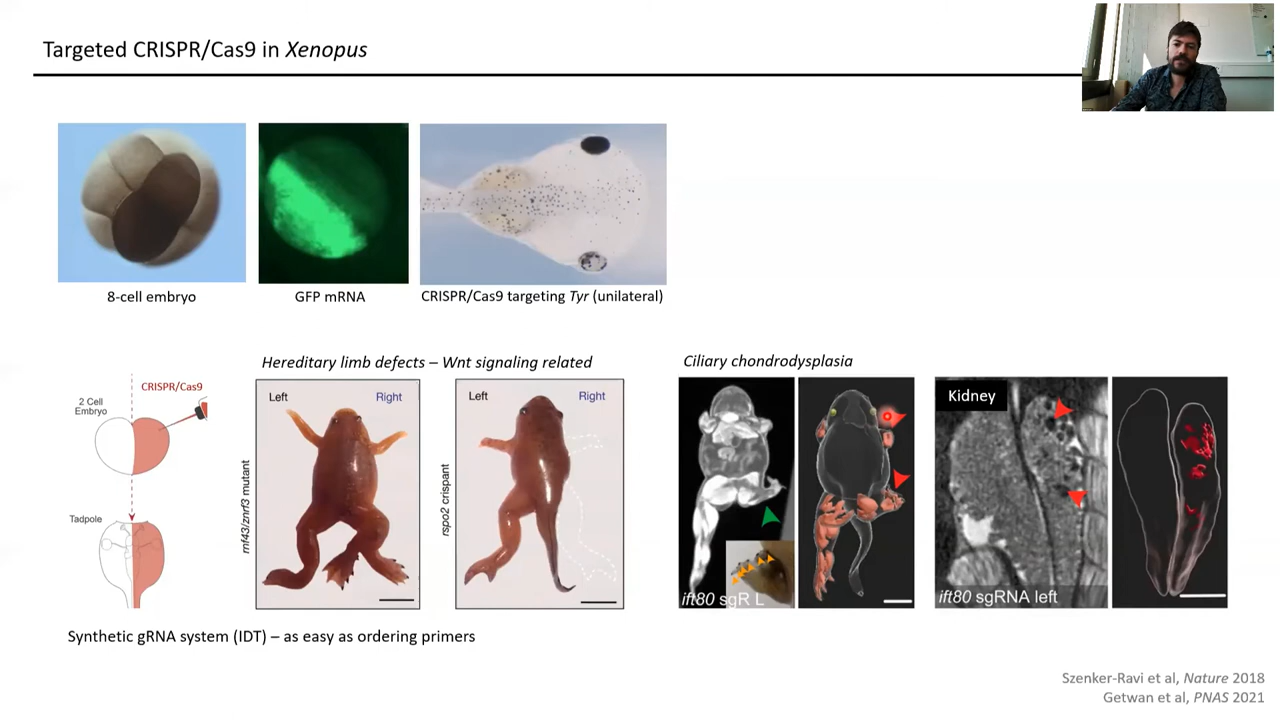 Targeted CRISPR/Cas9 in Xenopus
8-cell embryo
GFP mRNA
CRISPR/Cas9 targeting Tyr (unilateral)
CRISPR/Cas9
2 Cell
Embryo
Tadpole
Hereditary limb defects – Wnt signaling related
Left
Right
rnf43/znrf3 mutant
Left
Right
rspo2 crispant
Ciliary chondrodysplasia
ift80 sgR L
Kidney
ift80 sgRNA left
Synthetic gRNA system (IDT) – as easy as ordering primers
Szenker-Ravi et al, Nature 2018
Getwan et al, PNAS 2021